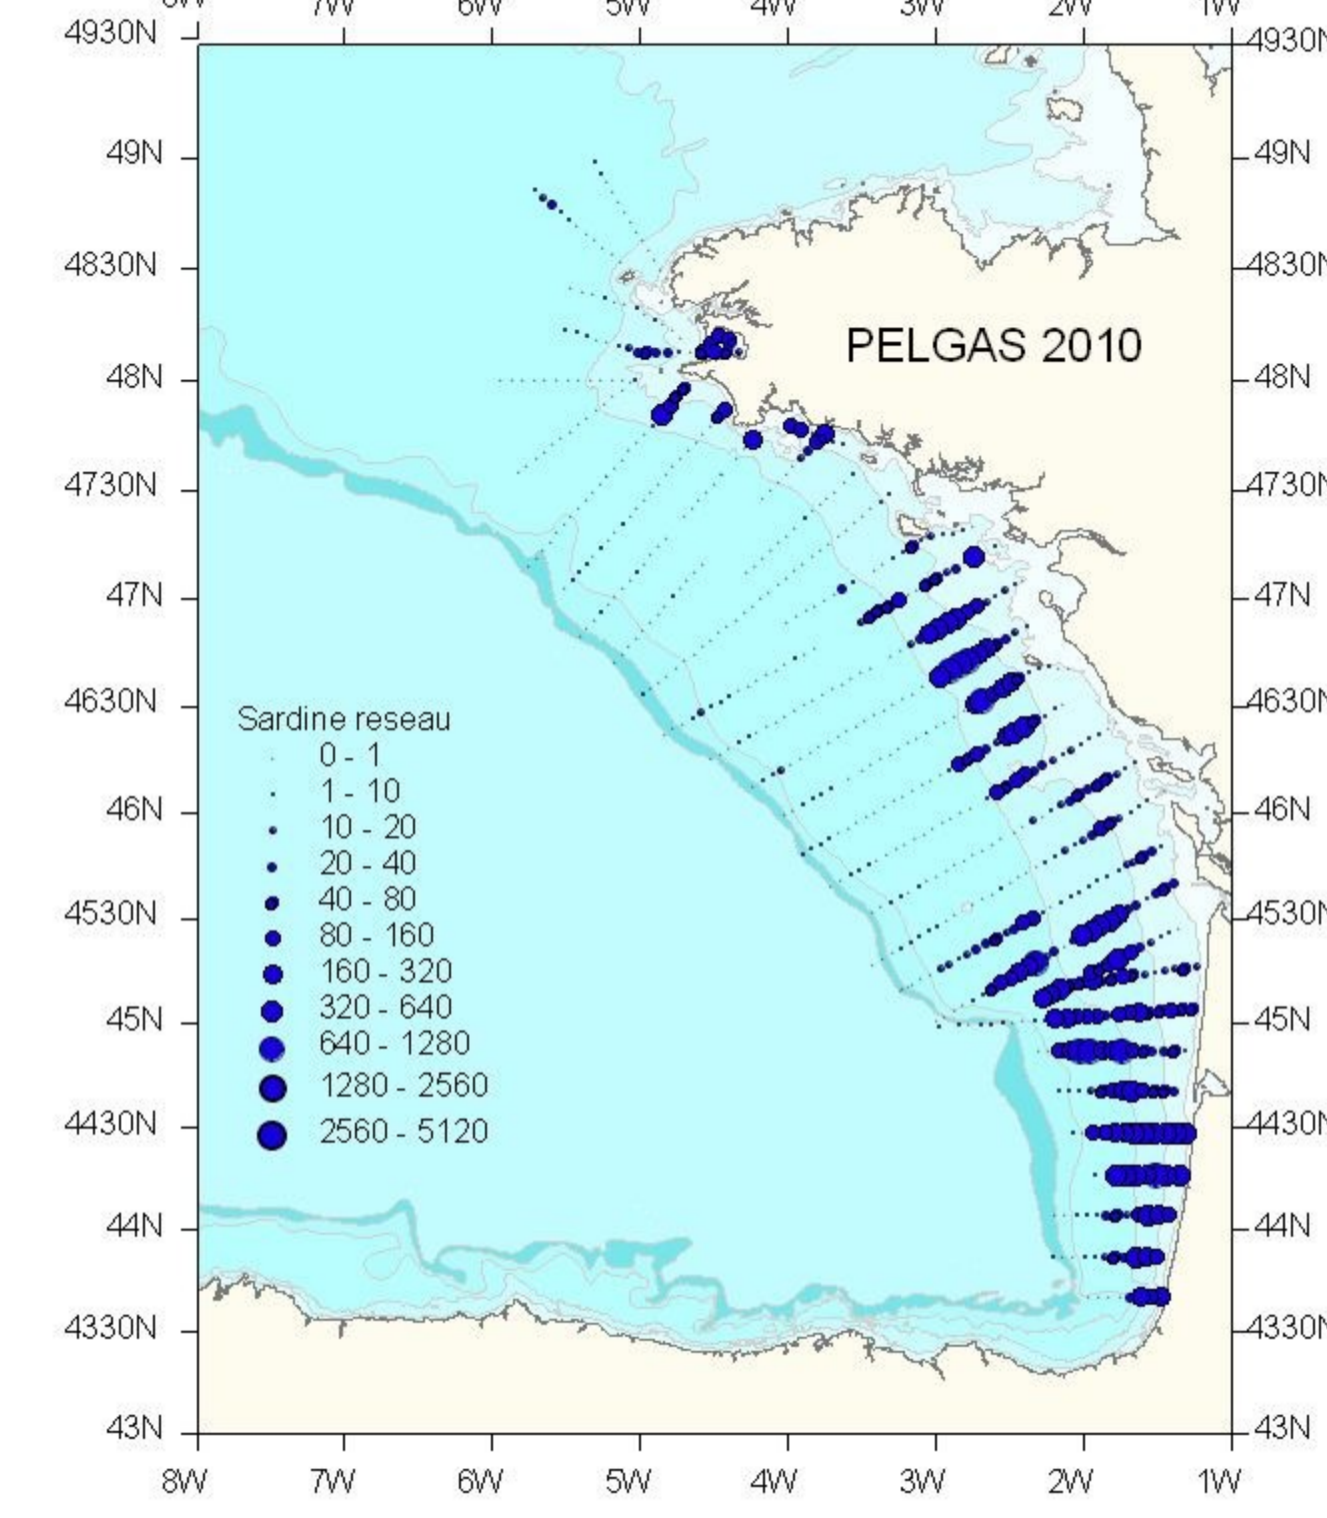 8W 7W 6W 5W 4W 3W 2W 1W
4930N 4930N
49N 49N
4830N 4830N
PELGAS 2010
48N 48N
4730N 4730N
47N 47N
4630N 4630N
Sardine reseau
0 - 1
1 - 10
46N 46N
10 - 20
20 - 40
40 - 80
4530N 4530N
80 - 160
160 - 320
320 - 640
45N 45N
640 - 1280
1280 - 2560
2560 - 5120
4430N 4430N
44N 44N
4330N 4330N
43N 43N
8W 7W 6W 5W 4W 3W 2W 1W